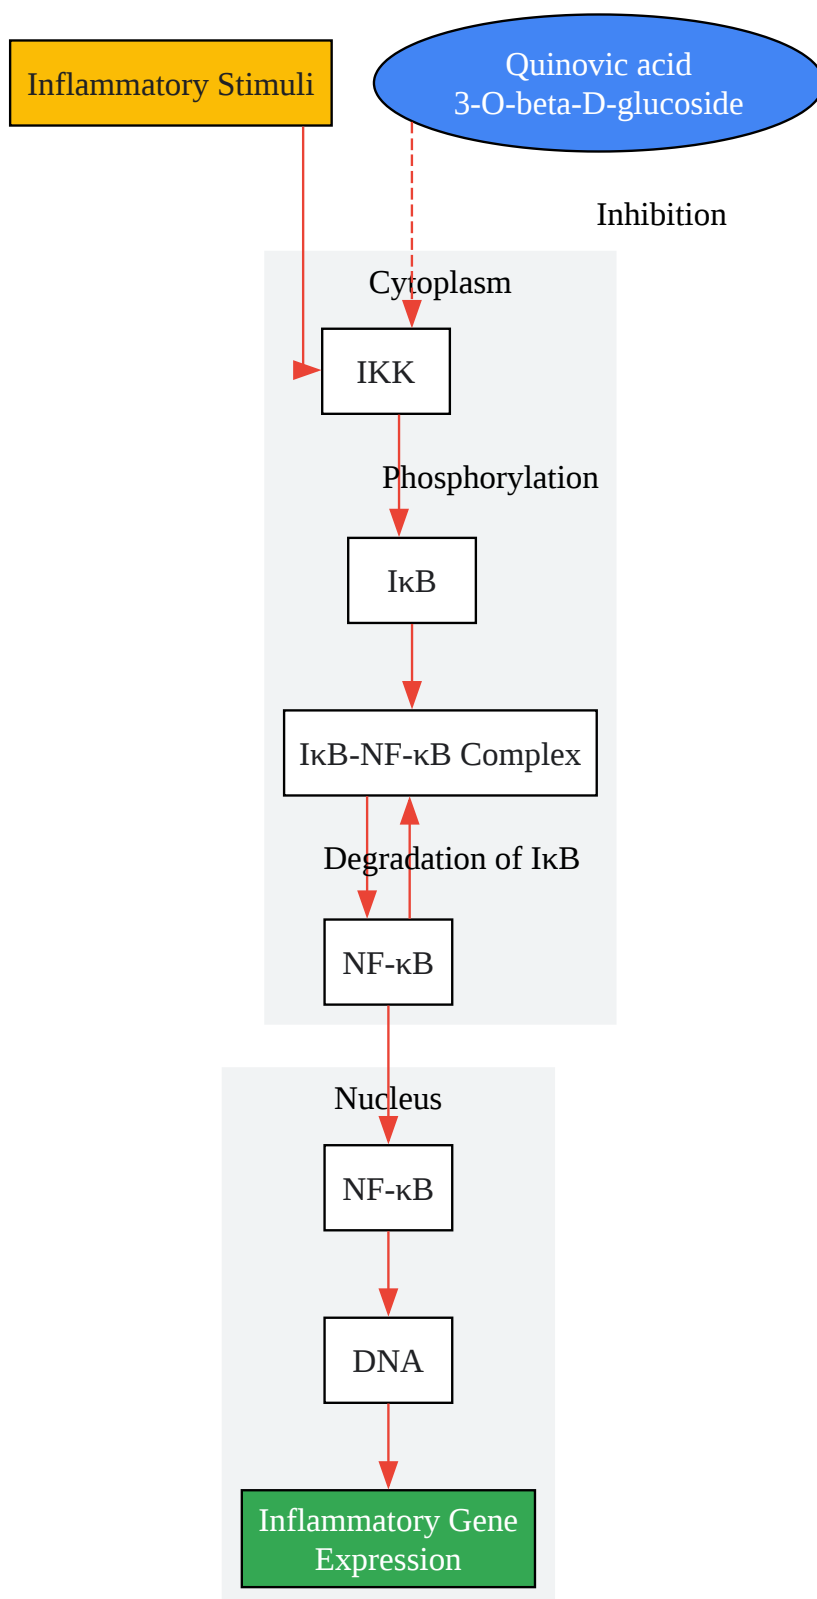 Inflammatory Stimuli
Quinovic acid
3-O-beta-D-glucoside
Inhibition
Cytoplasm
IKK
Phosphorylation
IκB
IκB-NF-κB Complex
Degradation of IκB
NF-κB
Nucleus
NF-κB
DNA
Inflammatory Gene
Expression